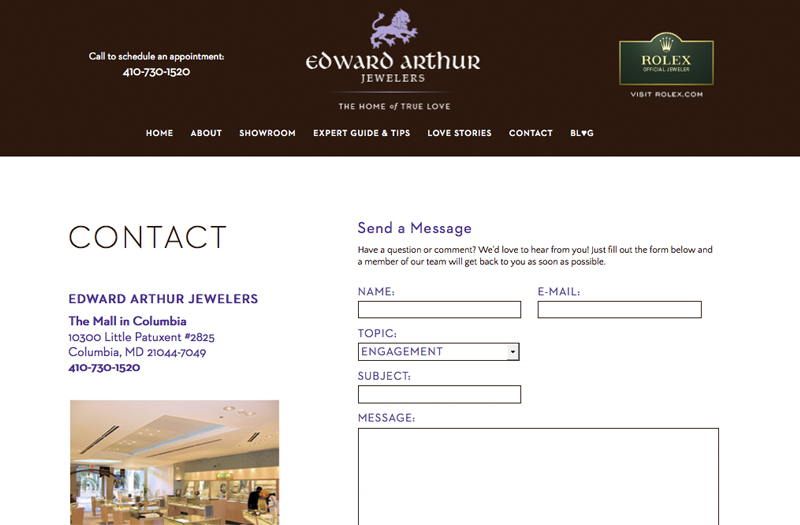 Call to schedule an appointment:
410-730-1520
EDWARD ARTHUR
JEWELERS
THE HOME of TRUE LOVE
ROLEX
OFFICIAL JEWELER
VISIT ROLEX.COM
HOME ABOUT SHOWROOM EXPERT GUIDE & TIPS LOVE STORIES CONTACT BL♥G
CONTACT
EDWARD ARTHUR JEWELERS
The Mall in Columbia
10300 Little Patuxent #2825
Columbia, MD 21044-7049
410-730-1520
Send a Message
Have a question or comment? We'd love to hear from you! Just fill out the form below and
a member of our team will get back to you as soon as possible.
NAME: E-MAIL:
TOPIC:
ENGAGEMENT
SUBJECT:
MESSAGE: